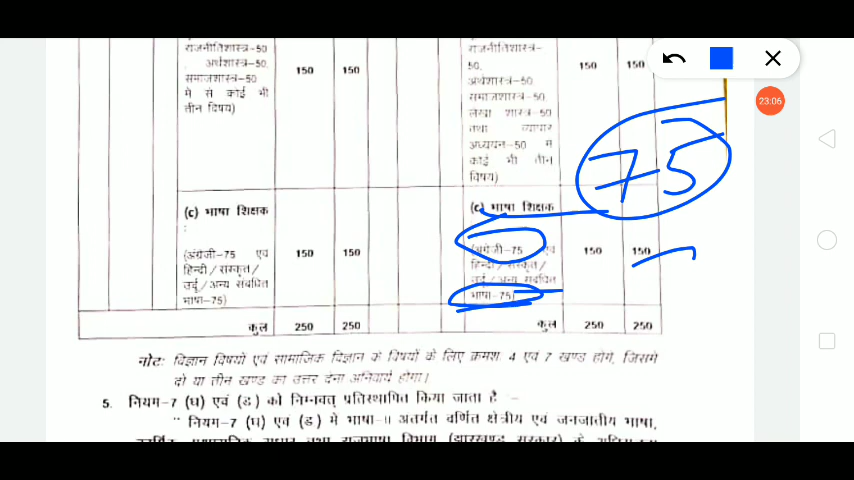 राजनीतिशास्त्र-50
अर्थशास्त्र-50,
समाजशास्त्र-50
मे से कोई भी
तीन विषय)
150 150
राजनीतिशास्त्र-
50,
अर्थशास्त्र-50
समाजशास्त्र-50,
लेखा शास्त्र-50
तथा व्यापार
अध्ययन-50 में
कोई भी तीन
विषय)
150 150
23:06
75
(c) भाषा शिक्षक
:
(अंग्रेजी-75 एवं
हिन्दी/संस्कृत/
उर्दू/अन्य संबंधित
भाषा-75)
150 150
(c) भाषा शिक्षक
(अंग्रेजी-75 एवं
हिन्दी/संस्कृत/
उर्दू/अन्य संबंधित
भाषा-75)
150 150
कुल 250 250 कुल 250 250
नोटः विज्ञान विषयों एवं सामाजिक विज्ञान के विषयों के लिए क्रमश 4 एवं 7 खण्ड होंगे, जिसमे
दो या तीन खण्ड का उत्तर देना अनिवार्य होगा।
5. नियम-7 (घ) एवं (ड) को निम्नवत् प्रतिस्थापित किया जाता है :-
" नियम-7 (घ) एवं (ड) मे भाषा-॥ अतर्गत वर्णित क्षेत्रीय एवं जनजातीय भाषा,